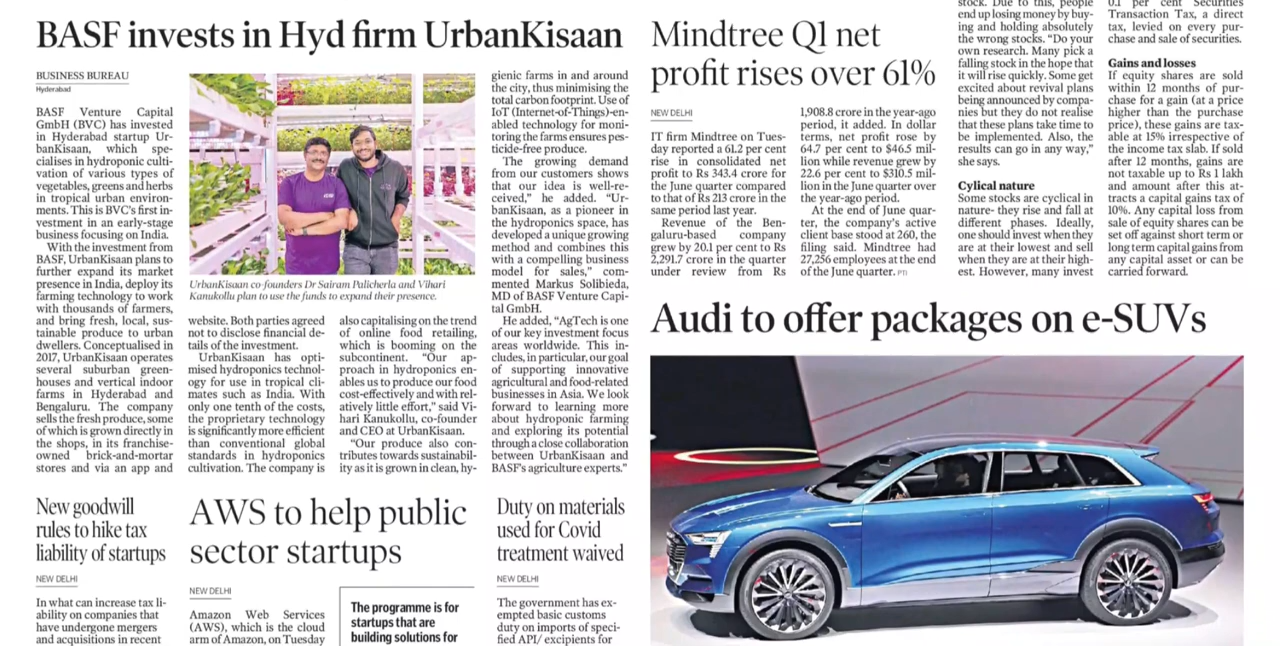 BASF invests in Hyd firm UrbanKisaan
BUSINESS BUREAU
Hyderabad
BASF Venture Capital
GmbH (BVC) has invested
in Hyderabad startup Ur-
banKisaan, which spe-
cialises in hydroponic culti-
vation of various types of
vegetables, greens and herbs
in tropical urban environ-
ments. This is BVC's first in-
vestment in an early-stage
business focusing on India.
With the investment from
BASF, UrbanKisaan plans to
further expand its market
presence in India, deploy its
farming technology to work
with thousands of farmers,
and bring fresh, local, sus-
tainable produce to urban
dwellers. Conceptualised in
2017, UrbanKisaan operates
several suburban green-
houses and vertical indoor
farms in Hyderabad and
Bengaluru. The company
sells the fresh produce, some
of which is grown directly in
the shops, in its franchise-
owned brick-and-mortar
stores and via an app and
UrbanKisaan co-founders Dr Sairam Palicherla and Vihari
Kanukollu plan to use the funds to expand their presence.
website. Both parties agreed
not to disclose financial de-
tails of the investment.
UrbanKisaan has opti-
mised hydroponics technol-
ogy for use in tropical cli-
mates such as India. With
only one tenth of the costs,
the proprietary technology
is significantly more efficient
than conventional global
standards in hydroponics
cultivation. The company is
also capitalising on the trend
of online food retailing,
which is booming on the
subcontinent. "Our ap-
proach in hydroponics en-
ables us to produce our food
cost-effectively and with rel-
atively little effort," said Vi-
hari Kanukollu, co-founder
and CEO at UrbanKisaan.
"Our produce also con-
tributes towards sustainabil-
ity as it is grown in clean, hy-
gienic farms in and around
the city, thus minimising the
total carbon footprint. Use of
IoT (Internet-of-Things)-en-
abled technology for moni-
toring the farms ensures pes-
ticide-free produce.
The growing demand
from our customers shows
that our idea is well-re-
ceived," he added. "Ur-
banKisaan, as a pioneer in
the hydroponics space, has
developed a unique growing
method and combines this
with a compelling business
model for sales," com-
mented Markus Solibieda,
MD of BASF Venture Capi-
tal GmbH.
He added, "AgTech is one
of our key investment focus
areas worldwide. This in-
cludes, in particular, our goal
of supporting innovative
agricultural and food-related
businesses in Asia. We look
forward to learning more
about hydroponic farming
and exploring its potential
through a close collaboration
between UrbanKisaan and
BASF's agriculture experts."
Mindtree Q1 net
profit rises over 61%
NEW DELHI
IT firm Mindtree on Tues-
day reported a 61.2 per cent
rise in consolidated net
profit to Rs 343.4 crore for
the June quarter compared
to that of Rs 213 crore in the
same period last year.
Revenue of the Ben-
galuru-based company
grew by 20.1 per cent to Rs
2,291.7 crore in the quarter
under review from Rs
1,908.8 crore in the year-ago
period, it added. In dollar
terms, net profit rose by
64.7 per cent to $46.5 mil-
lion while revenue grew by
22.6 per cent to $310.5 mil-
lion in the June quarter over
the year-ago period.
At the end of June quar-
ter, the company's active
client base stood at 260, the
filing said. Mindtree had
27,256 employees at the end
of the June quarter. PTI
stock. Due to this, people
end up losing money by buy-
ing and holding absolutely
the wrong stocks. "Do your
own research. Many pick a
falling stock in the hope that
it will rise quickly. Some get
excited about revival plans
being announced by compa-
nies but they do not realise
that these plans take time to
be implemented. Also, the
results can go in any way,"
she says.
Cylical nature
Some stocks are cyclical in
nature- they rise and fall at
different phases. Ideally,
one should invest when they
are at their lowest and sell
when they are at their high-
est. However, many invest
0.1 per cent Securities
Transaction Tax, a direct
tax, levied on every pur-
chase and sale of securities.
Gains and losses
If equity shares are sold
within 12 months of pur-
chase for a gain (at a price
higher than the purchase
price), these gains are tax-
able at 15% irrespective of
the income tax slab. If sold
after 12 months, gains are
not taxable up to Rs 1 lakh
and amount after this at-
tracts a capital gains tax of
10%. Any capital loss from
sale of equity shares can be
set off against short term or
long term capital gains from
any capital asset or can be
carried forward.
Audi to offer packages on e-SUVs
New goodwill
rules to hike tax
liability of startups
NEW DELHI
In what can increase tax li-
ability on companies that
have undergone mergers
and acquisitions in recent
AWS to help public
sector startups
NEW DELHI
Amazon Web Services
(AWS), which is the cloud
arm of Amazon, on Tuesday
The programme is for
startups that are
building solutions for
Duty on materials
used for Covid
treatment waived
NEW DELHI
The government has ex-
empted basic customs
duty on imports of speci-
fied API/ excipients for